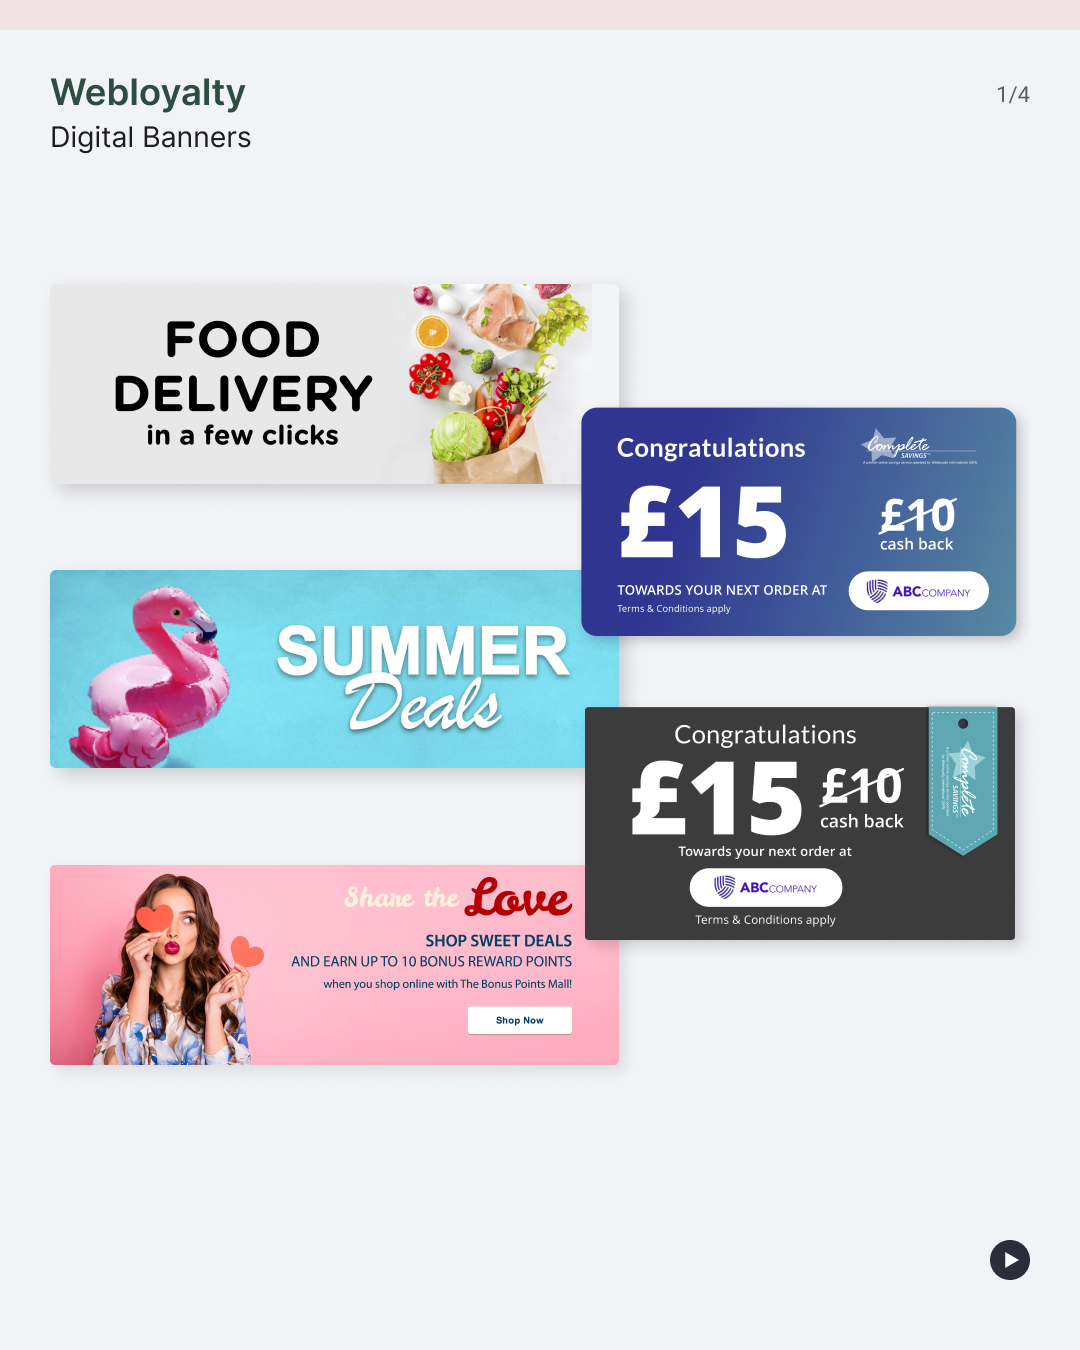 Webloyalty
Digital Banners
1/4
FOOD
DELIVERY
in a few clicks
Congratulations
Complete
SAVINGS
£15
£10
cash back
TOWARDS YOUR NEXT ORDER AT
Terms & Conditions apply
ABCCOMPANY
SUMMER
Deals
Congratulations
£15
£10
cash back
Towards your next order at
ABCCOMPANY
Terms & Conditions apply
Complete
SAVINGS
Share the Love
SHOP SWEET DEALS
AND EARN UP TO 10 BONUS REWARD POINTS
when you shop online with The Bonus Points Mall!
Shop Now